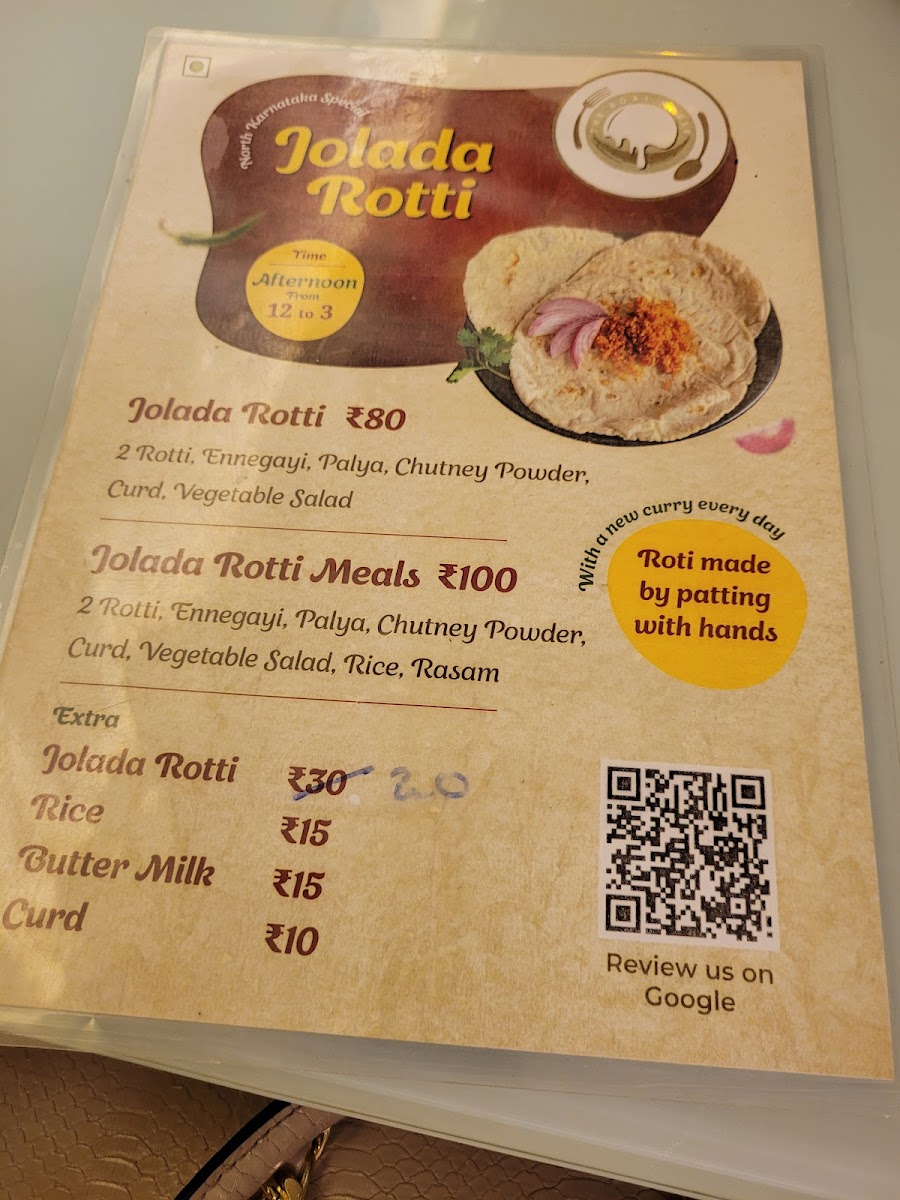 North Karnataka Special
Jolada
Rotti
Time
Afternoon
From
12 to 3
Jolada Rotti ₹80
2 Rotti, Ennegayi, Palya, Chutney Powder,
Curd, Vegetable Salad
With a new curry every day
Roti made
by patting
with hands
Jolada Rotti Meals ₹100
2 Rotti, Ennegayi, Palya, Chutney Powder,
Curd, Vegetable Salad, Rice, Rasam
Extra
Jolada Rotti ₹30 20
Rice ₹15
Butter Milk ₹15
Curd ₹10
Review us on
Google